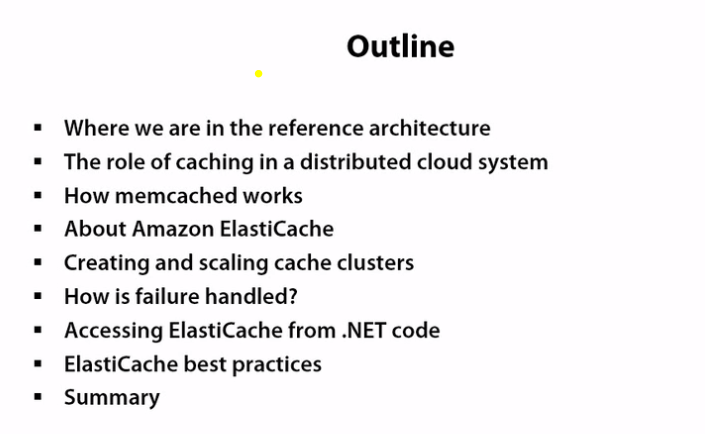 Outline
▪ Where we are in the reference architecture
▪ The role of caching in a distributed cloud system
▪ How memcached works
▪ About Amazon ElastiCache
▪ Creating and scaling cache clusters
▪ How is failure handled?
▪ Accessing ElastiCache from .NET code
▪ ElastiCache best practices
▪ Summary